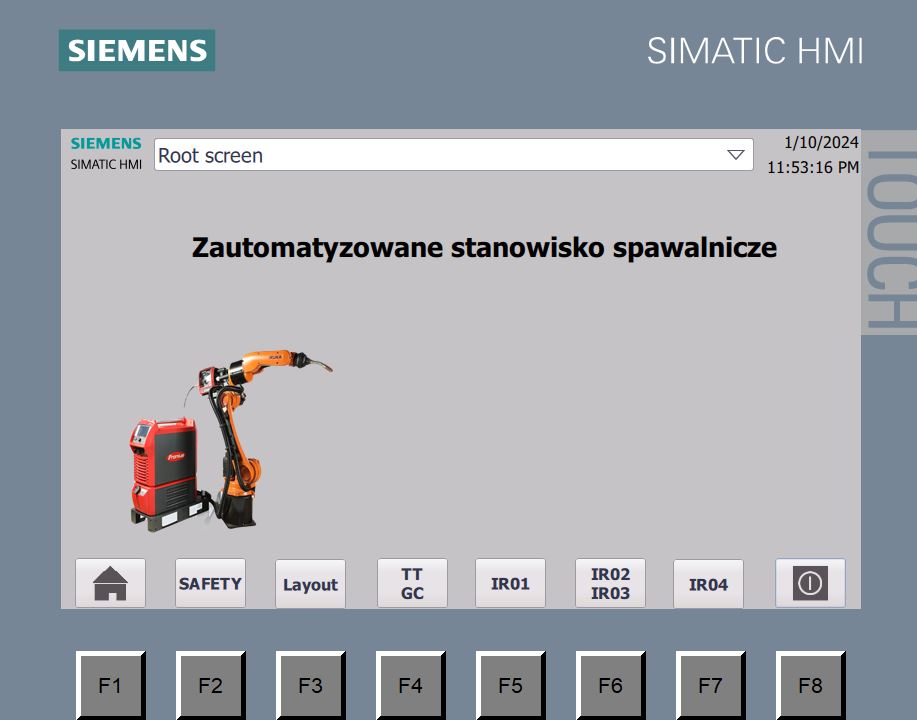 SIEMENS
SIMATIC HMI
TOUCH
SIEMENS
SIMATIC HMI
Root screen
1/10/2024
11:53:16 PM
Zautomatyzowane stanowisko spawalnicze
KUKA
Fronius
SAFETY
Layout
TT
GC
IR01
IR02
IR03
IR04
F1
F2
F3
F4
F5
F6
F7
F8